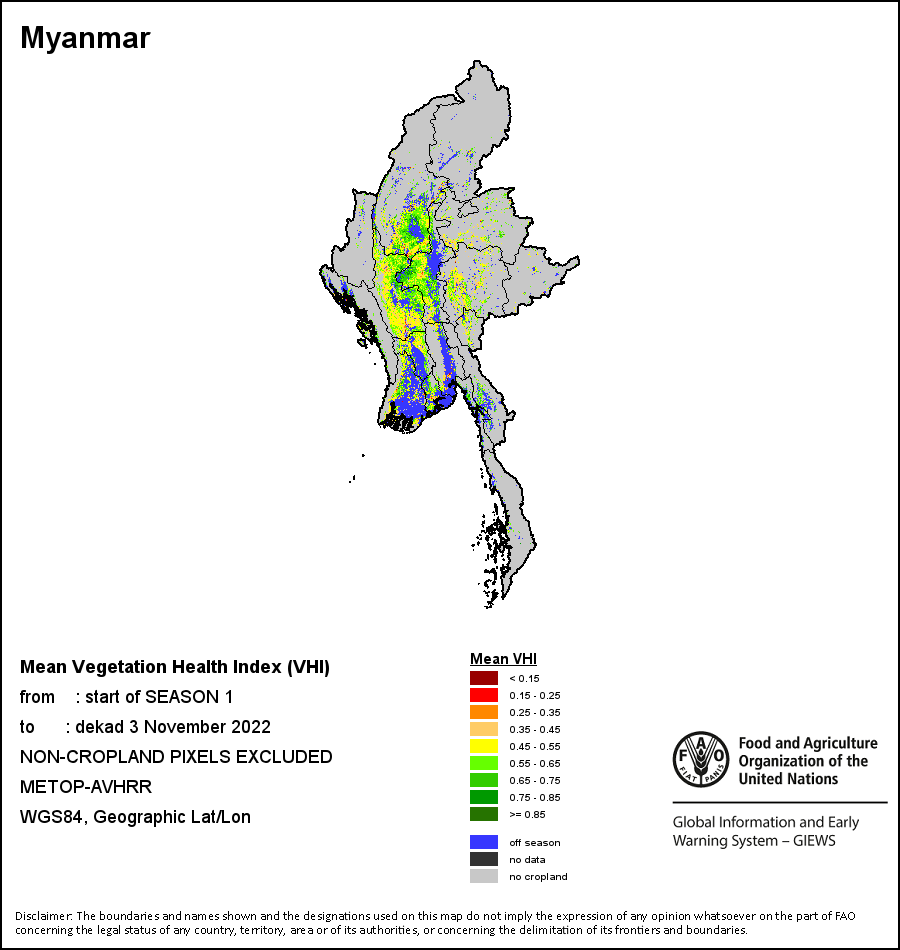 Myanmar
Mean Vegetation Health Index (VHI)
from : start of SEASON 1
to : dekad 3 November 2022
NON-CROPLAND PIXELS EXCLUDED
METOP-AVHRR
WGS84, Geographic Lat/Lon
Mean VHI
< 0.15
0.15 - 0.25
0.25 - 0.35
0.35 - 0.45
0.45 - 0.55
0.55 - 0.65
0.65 - 0.75
0.75 - 0.85
>= 0.85
off season
no data
no cropland
F A O
FIAT PANIS
Food and Agriculture
Organization of the
United Nations
Global Information and Early
Warning System – GIEWS
Disclaimer: The boundaries and names shown and the designations used on this map do not imply the expression of any opinion whatsoever on the part of FAO
concerning the legal status of any country, territory, area or of its authorities, or concerning the delimitation of its frontiers and boundaries.